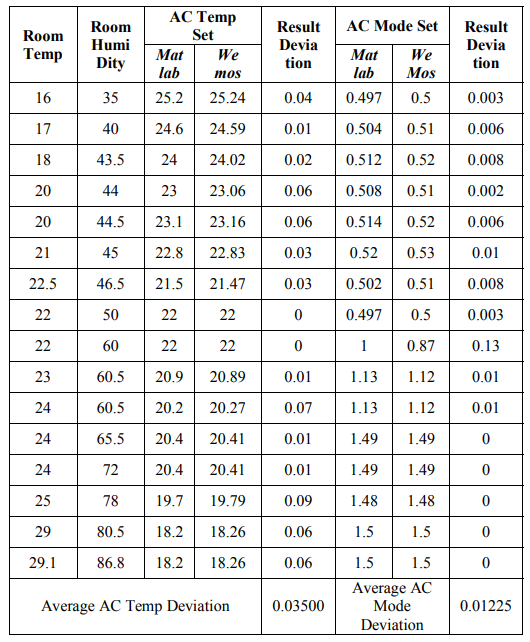 Room Temp Room Humi Dity AC Temp Set Result Devia tion AC Mode Set Result Devia tion
Mat lab We mos Mat lab We Mos
16 35 25.2 25.24 0.04 0.497 0.5 0.003
17 40 24.6 24.59 0.01 0.504 0.51 0.006
18 43.5 24 24.02 0.02 0.512 0.52 0.008
20 44 23 23.06 0.06 0.508 0.51 0.002
20 44.5 23.1 23.16 0.06 0.514 0.52 0.006
21 45 22.8 22.83 0.03 0.52 0.53 0.01
22.5 46.5 21.5 21.47 0.03 0.502 0.51 0.008
22 50 22 22 0 0.497 0.5 0.003
22 60 22 22 0 1 0.87 0.13
23 60.5 20.9 20.89 0.01 1.13 1.12 0.01
24 60.5 20.2 20.27 0.07 1.13 1.12 0.01
24 65.5 20.4 20.41 0.01 1.49 1.49 0
24 72 20.4 20.41 0.01 1.49 1.49 0
25 78 19.7 19.79 0.09 1.48 1.48 0
29 80.5 18.2 18.26 0.06 1.5 1.5 0
29.1 86.8 18.2 18.26 0.06 1.5 1.5 0
Average AC Temp Deviation 0.03500 Average AC Mode Deviation 0.01225